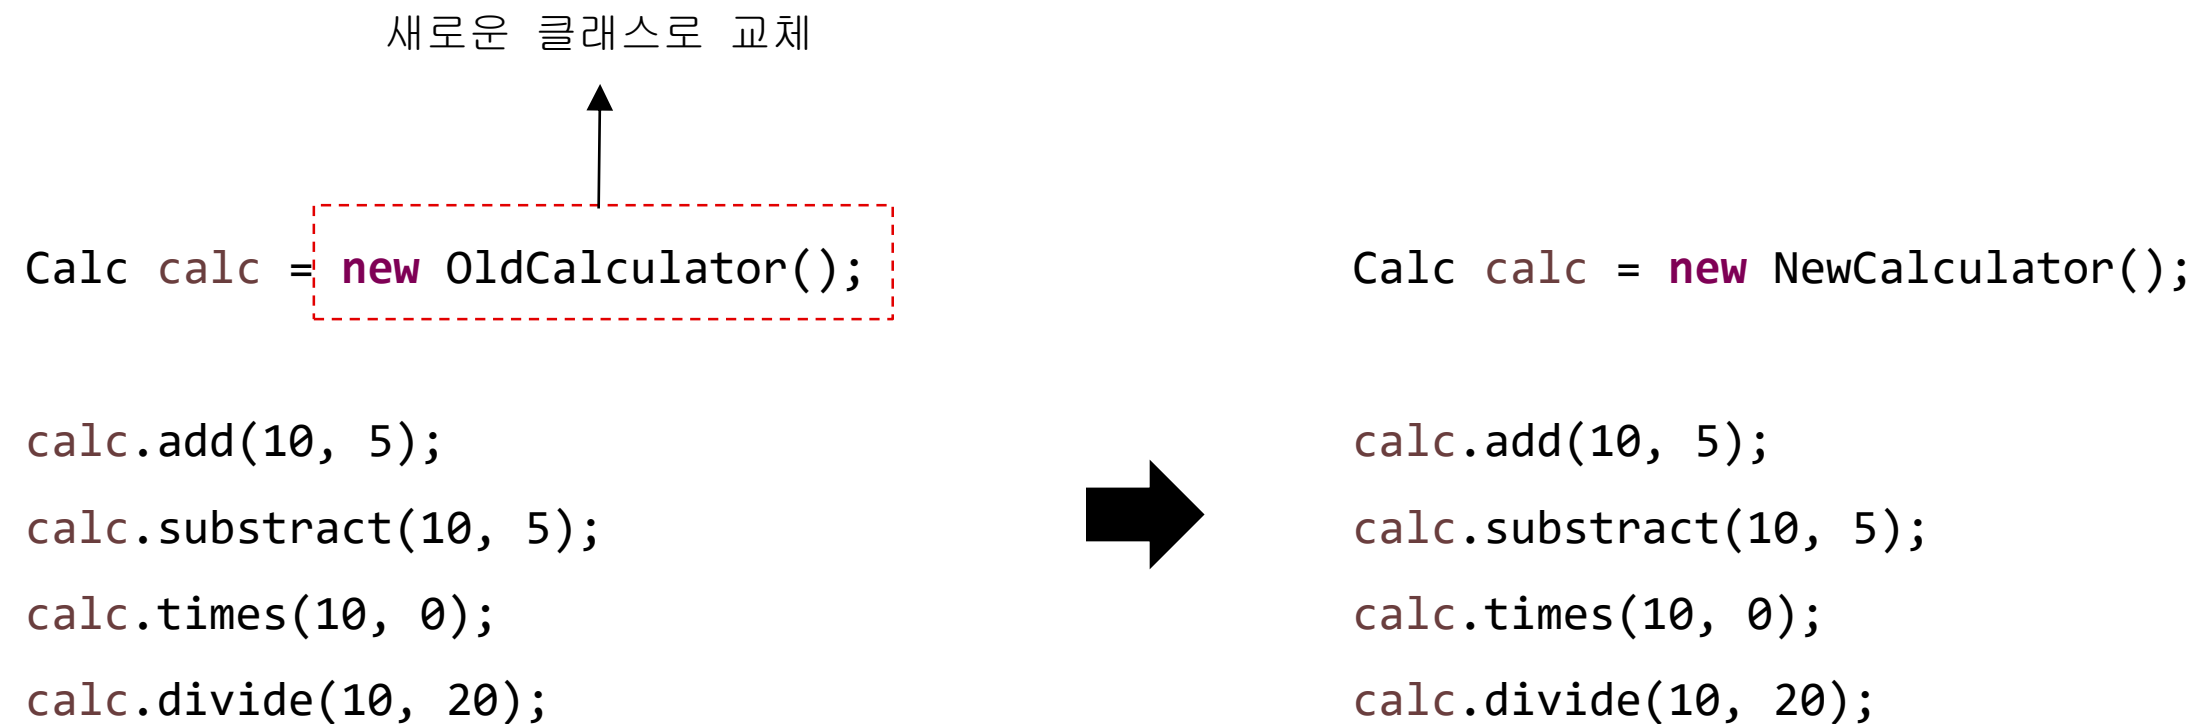 새로운 클래스로 교체
Calc calc = new OldCalculator();
calc.add(10, 5);
calc.substract(10, 5);
calc.times(10, 0);
calc.divide(10, 20);
Calc calc = new NewCalculator();
calc.add(10, 5);
calc.substract(10, 5);
calc.times(10, 0);
calc.divide(10, 20);